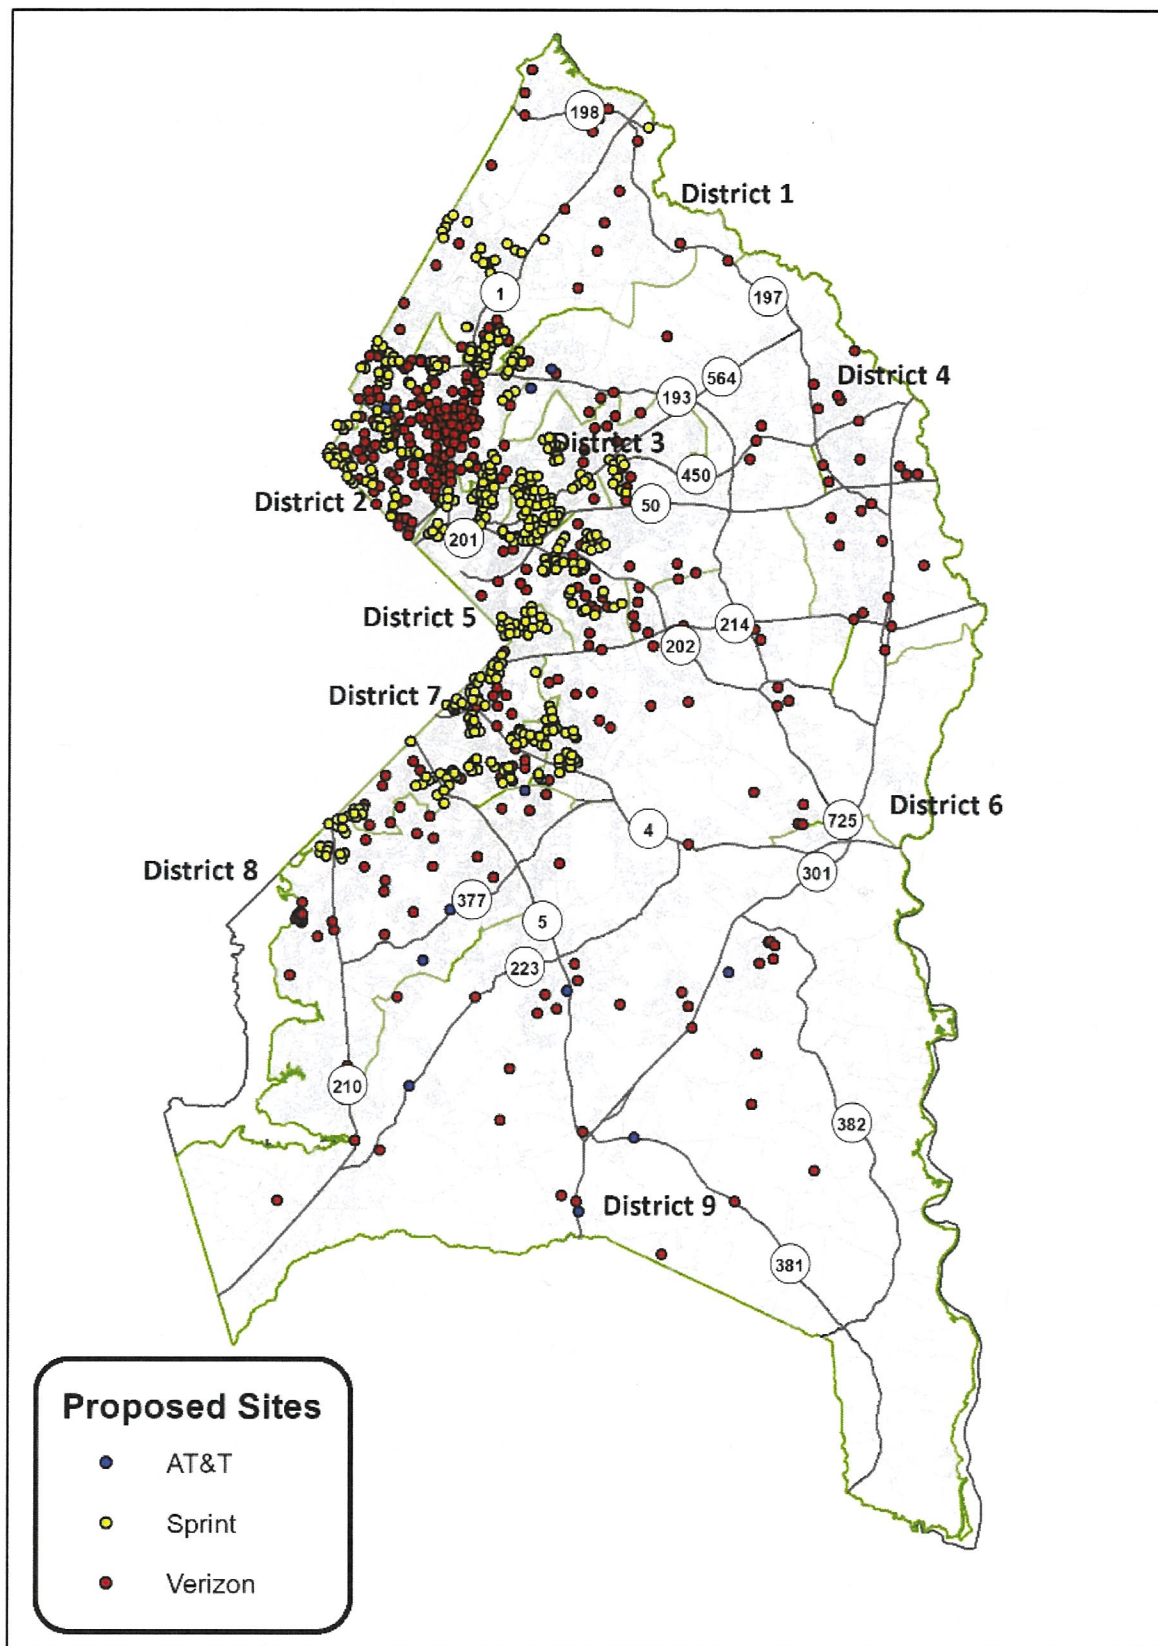 198
District 1
1
197
564
District 4
193
District 3
450
District 2
50
201
District 5
214
202
District 7
District 6
725
4
301
District 8
377
5
223
210
382
District 9
381
Proposed Sites
AT&T
Sprint
Verizon